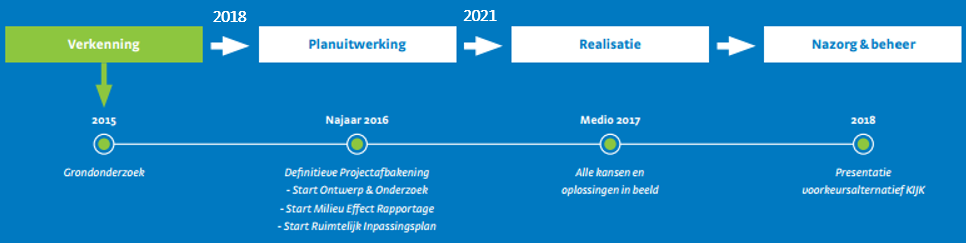 2018
2021
Verkenning
Planuitwerking
Realisatie
Nazorg & beheer
2015
Grondonderzoek
Najaar 2016
Definitieve Projectafbakening
- Start Ontwerp & Onderzoek
- Start Milieu Effect Rapportage
- Start Ruimtelijk Inpassingsplan
Medio 2017
Alle kansen en
oplossingen in beeld
2018
Presentatie
voorkeursalternatief KIJK